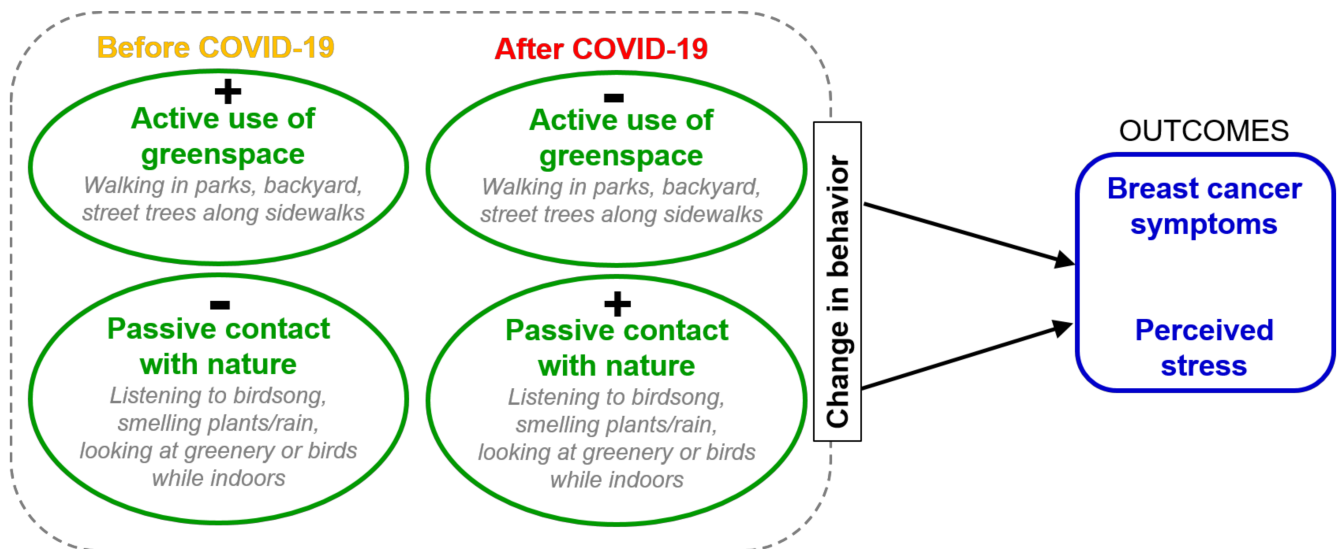 Before COVID-19
+
Active use of
greenspace
Walking in parks, backyard,
street trees along sidewalks
-
Passive contact
with nature
Listening to birdsong,
smelling plants/rain,
looking at greenery or birds
while indoors
After COVID-19
-
Active use of
greenspace
Walking in parks, backyard,
street trees along sidewalks
+
Passive contact
with nature
Listening to birdsong,
smelling plants/rain,
looking at greenery or birds
while indoors
Change in behavior
OUTCOMES
Breast cancer
symptoms
Perceived
stress